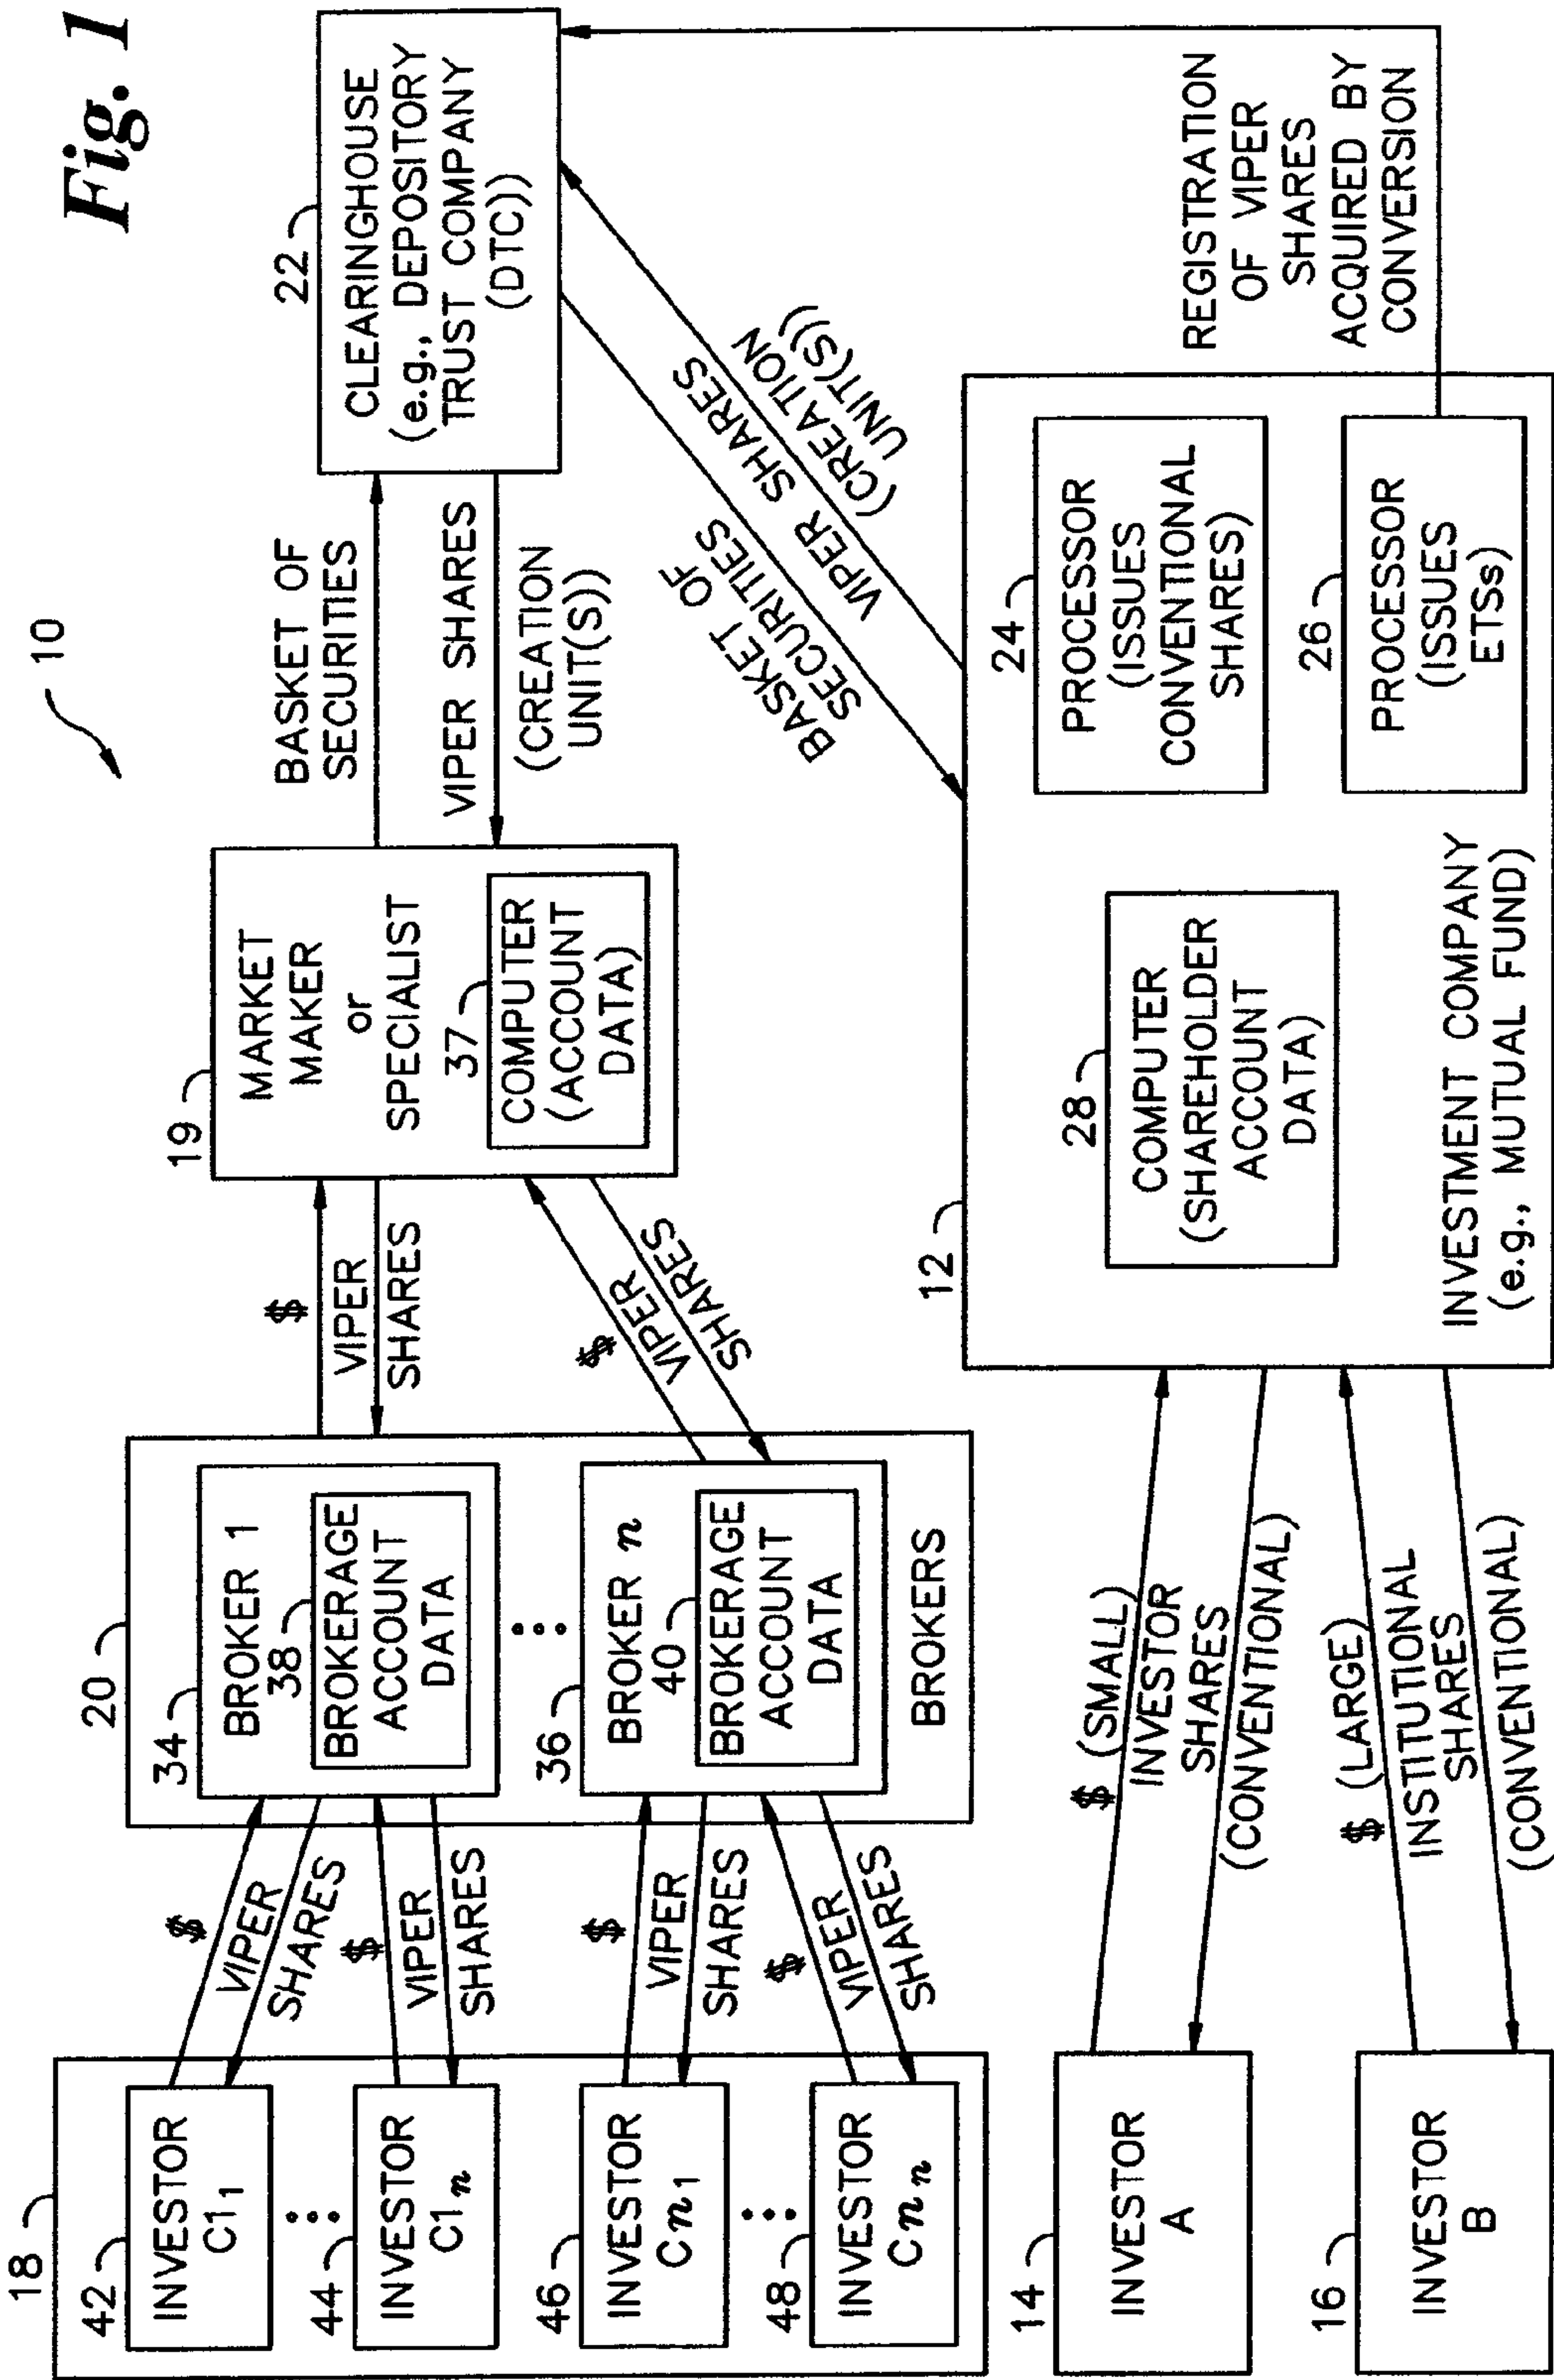 Fig. 1
10
18
42
INVESTOR
C1₁
44
INVESTOR
C1ₙ
46
INVESTOR
Cn₁
48
INVESTOR
Cnₙ
$
VIPER
SHARES
$
VIPER
SHARES
$
VIPER
SHARES
$
VIPER
SHARES
20
34
BROKER 1
38
BROKERAGE
ACCOUNT
DATA
36
BROKER n
40
BROKERAGE
ACCOUNT
DATA
BROKERS
$
VIPER
SHARES
$
VIPER
SHARES
19
MARKET
MAKER
or
SPECIALIST
37
COMPUTER
(ACCOUNT
DATA)
BASKET OF
SECURITIES
VIPER SHARES
(CREATION
UNIT(S))
22
CLEARINGHOUSE
(e.g., DEPOSITORY
TRUST COMPANY
(DTC))
BASKET OF
SECURITIES
VIPER SHARES
(CREATION
UNIT(S))
REGISTRATION
OF VIPER
SHARES
ACQUIRED BY
CONVERSION
14
INVESTOR
A
16
INVESTOR
B
$ (SMALL)
INVESTOR
SHARES
(CONVENTIONAL)
$ (LARGE)
INSTITUTIONAL
SHARES
(CONVENTIONAL)
12
28
COMPUTER
(SHAREHOLDER
ACCOUNT
DATA)
24
PROCESSOR
(ISSUES
CONVENTIONAL
SHARES)
26
PROCESSOR
(ISSUES
ETSs)
INVESTMENT COMPANY
(e.g., MUTUAL FUND)